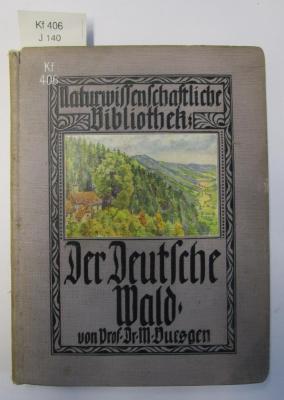 Kf 406
J 140
Kf
406
Naturwissenschaftliche
Bibliothek
Der Deutsche
Wald
von Prof. Dr. M. Buesgen